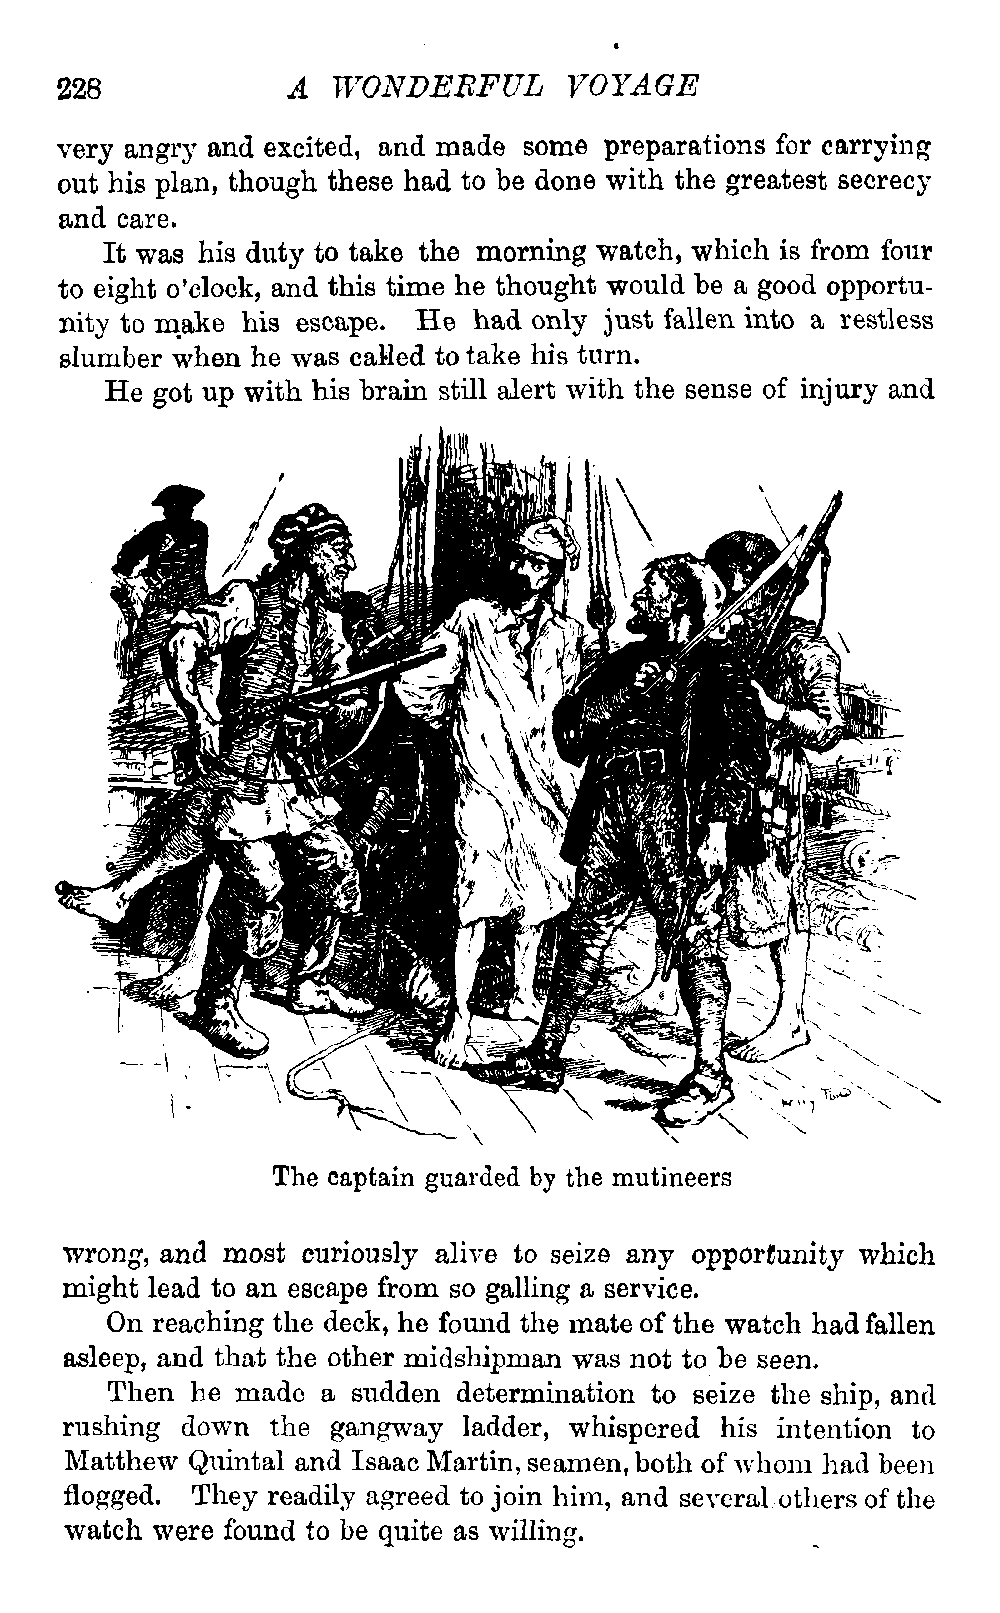 228 A WONDERFUL VOYAGE
very angry and excited, and made some preparations for carrying
out his plan, though these had to be done with the greatest secrecy
and care.
It was his duty to take the morning watch, which is from four
to eight o'clock, and this time he thought would be a good opportu-
nity to make his escape. He had only just fallen into a restless
slumber when he was called to take his turn.
He got up with his brain still alert with the sense of injury and
The captain guarded by the mutineers
wrong, and most curiously alive to seize any opportunity which
might lead to an escape from so galling a service.
On reaching the deck, he found the mate of the watch had fallen
asleep, and that the other midshipman was not to be seen.
Then he made a sudden determination to seize the ship, and
rushing down the gangway ladder, whispered his intention to
Matthew Quintal and Isaac Martin, seamen, both of whom had been
flogged. They readily agreed to join him, and several others of the
watch were found to be quite as willing.